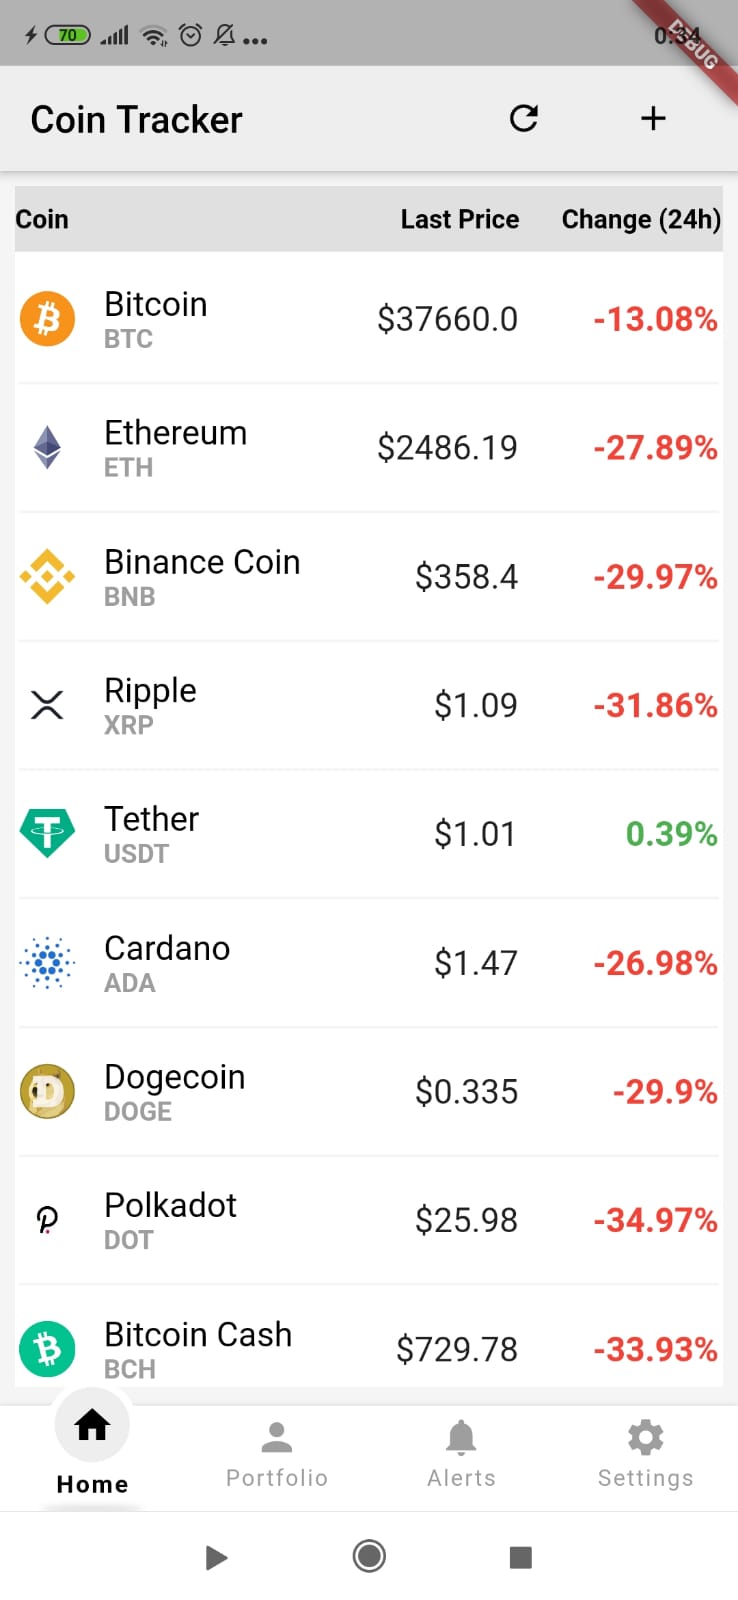 70
0:34
DEBUG
Coin Tracker
Coin Last Price Change (24h)
Bitcoin
BTC
$37660.0
-13.08%
Ethereum
ETH
$2486.19
-27.89%
Binance Coin
BNB
$358.4
-29.97%
Ripple
XRP
$1.09
-31.86%
Tether
USDT
$1.01
0.39%
Cardano
ADA
$1.47
-26.98%
Dogecoin
DOGE
$0.335
-29.9%
Polkadot
DOT
$25.98
-34.97%
Bitcoin Cash
BCH
$729.78
-33.93%
Home Portfolio Alerts Settings